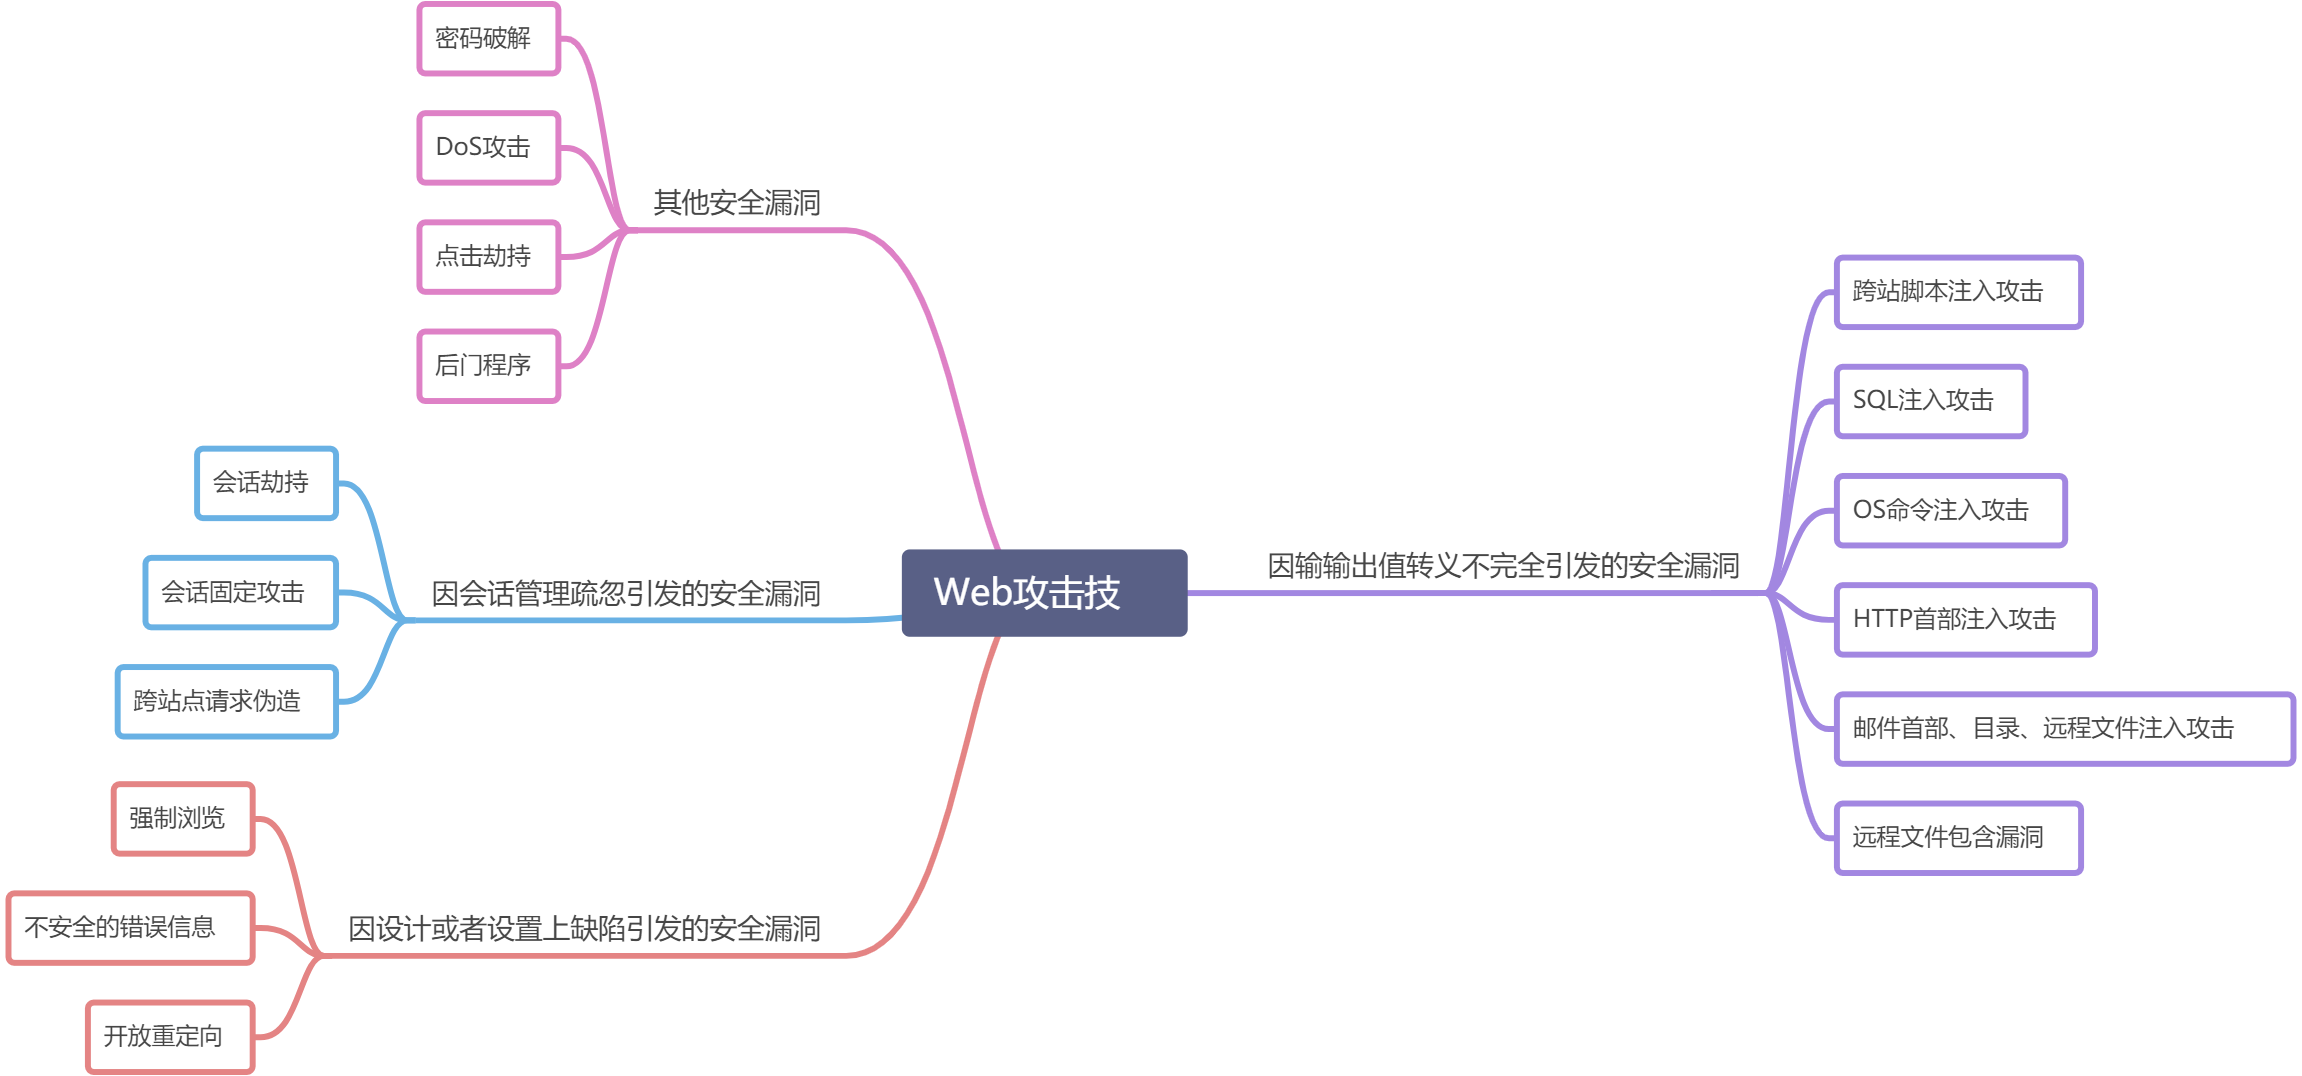 密码破解
DoS攻击
其他安全漏洞
点击劫持
后门程序
会话劫持
会话固定攻击
因会话管理疏忽引发的安全漏洞
跨站点请求伪造
强制浏览
不安全的错误信息
因设计或者设置上缺陷引发的安全漏洞
开放重定向
Web攻击技
因输输出值转义不完全引发的安全漏洞
跨站脚本注入攻击
SQL注入攻击
OS命令注入攻击
HTTP首部注入攻击
邮件首部、目录、远程文件注入攻击
远程文件包含漏洞